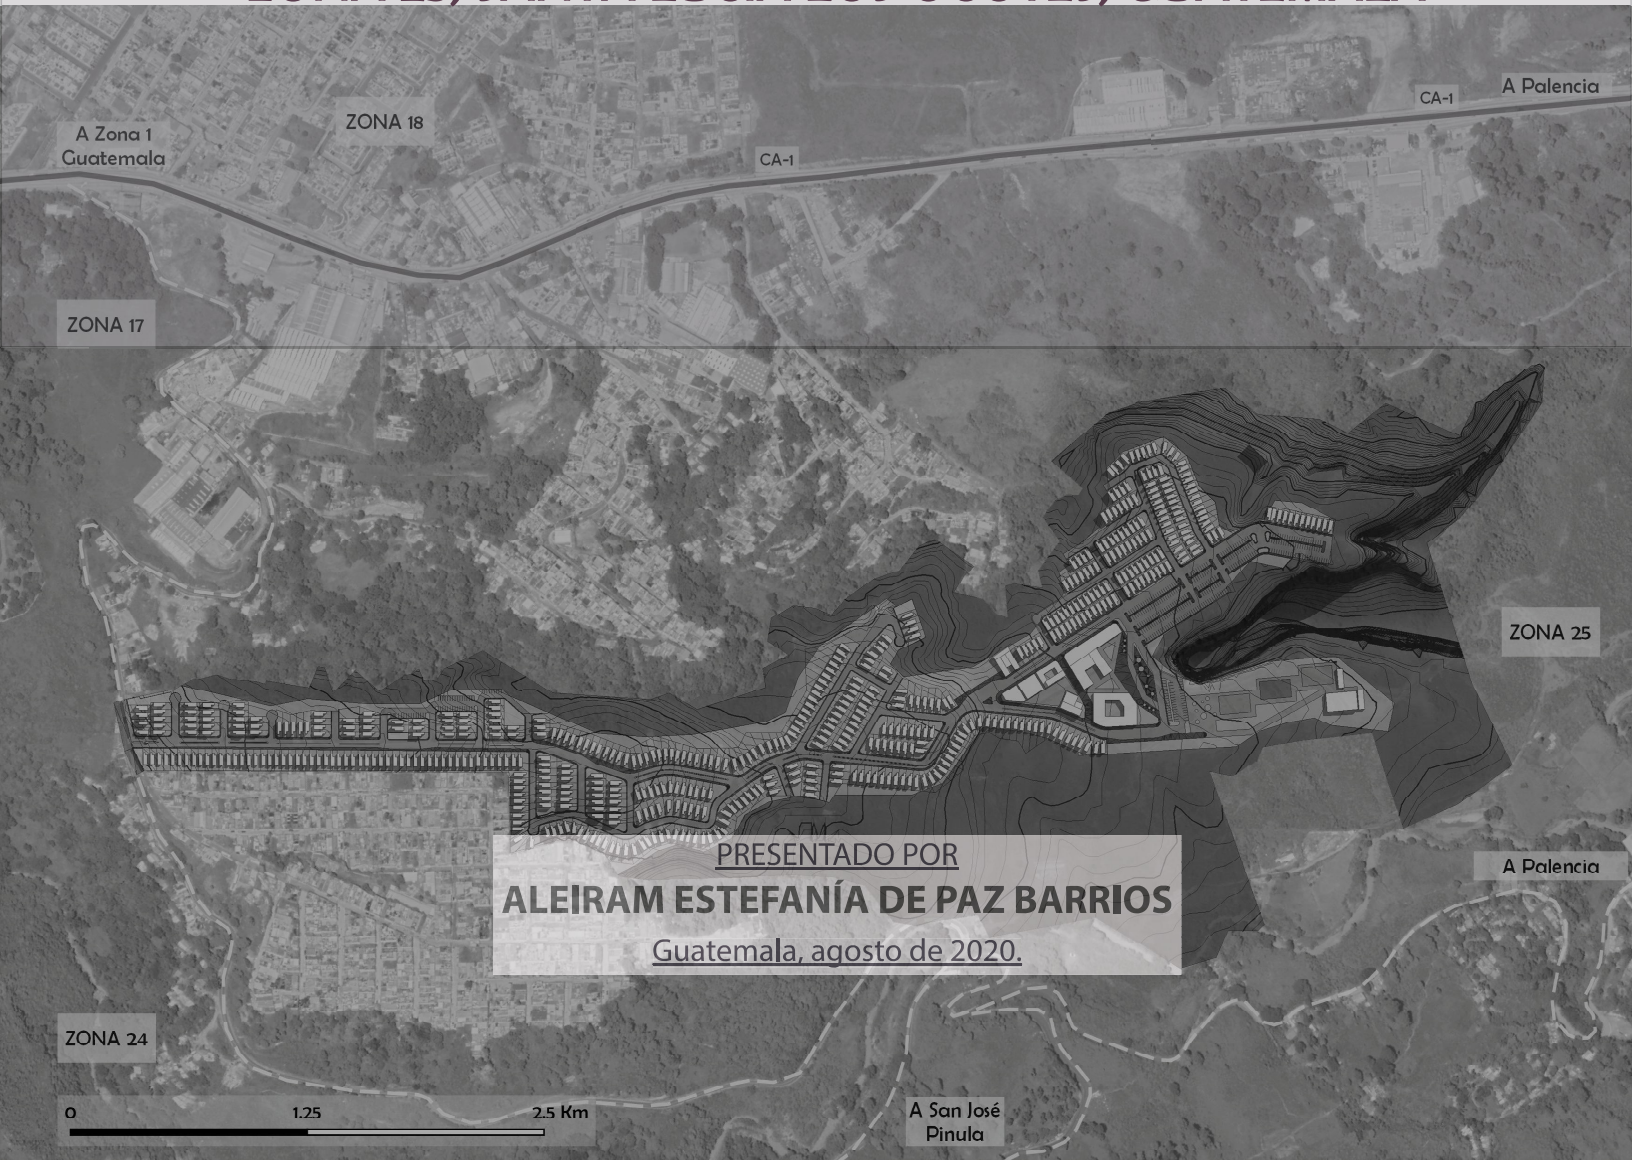 CA-1
A Palencia
ZONA 18
A Zona 1
Guatemala
CA-1
ZONA 17
ZONA 25
PRESENTADO POR
A Palencia
ALEIRAM ESTEFANÍA DE PAZ BARRIOS
Guatemala, agosto de 2020.
ZONA 24
0 1.25 2.5 Km
A San José
Pinula